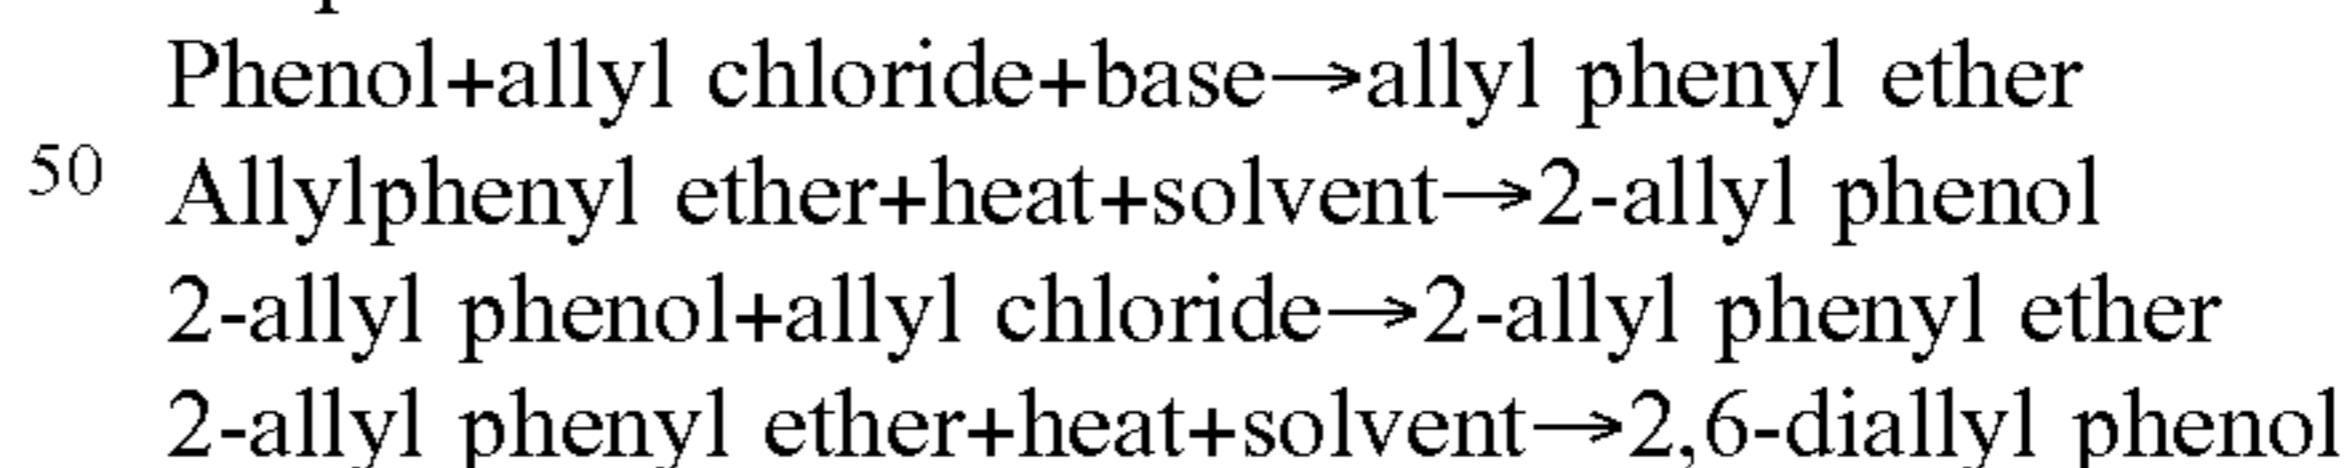 Phenol+allyl chloride+base→allyl phenyl ether
50 Allylphenyl ether+heat+solvent→2-allyl phenol
2-allyl phenol+allyl chloride→2-allyl phenyl ether
2-allyl phenyl ether+heat+solvent→2,6-diallyl phenol